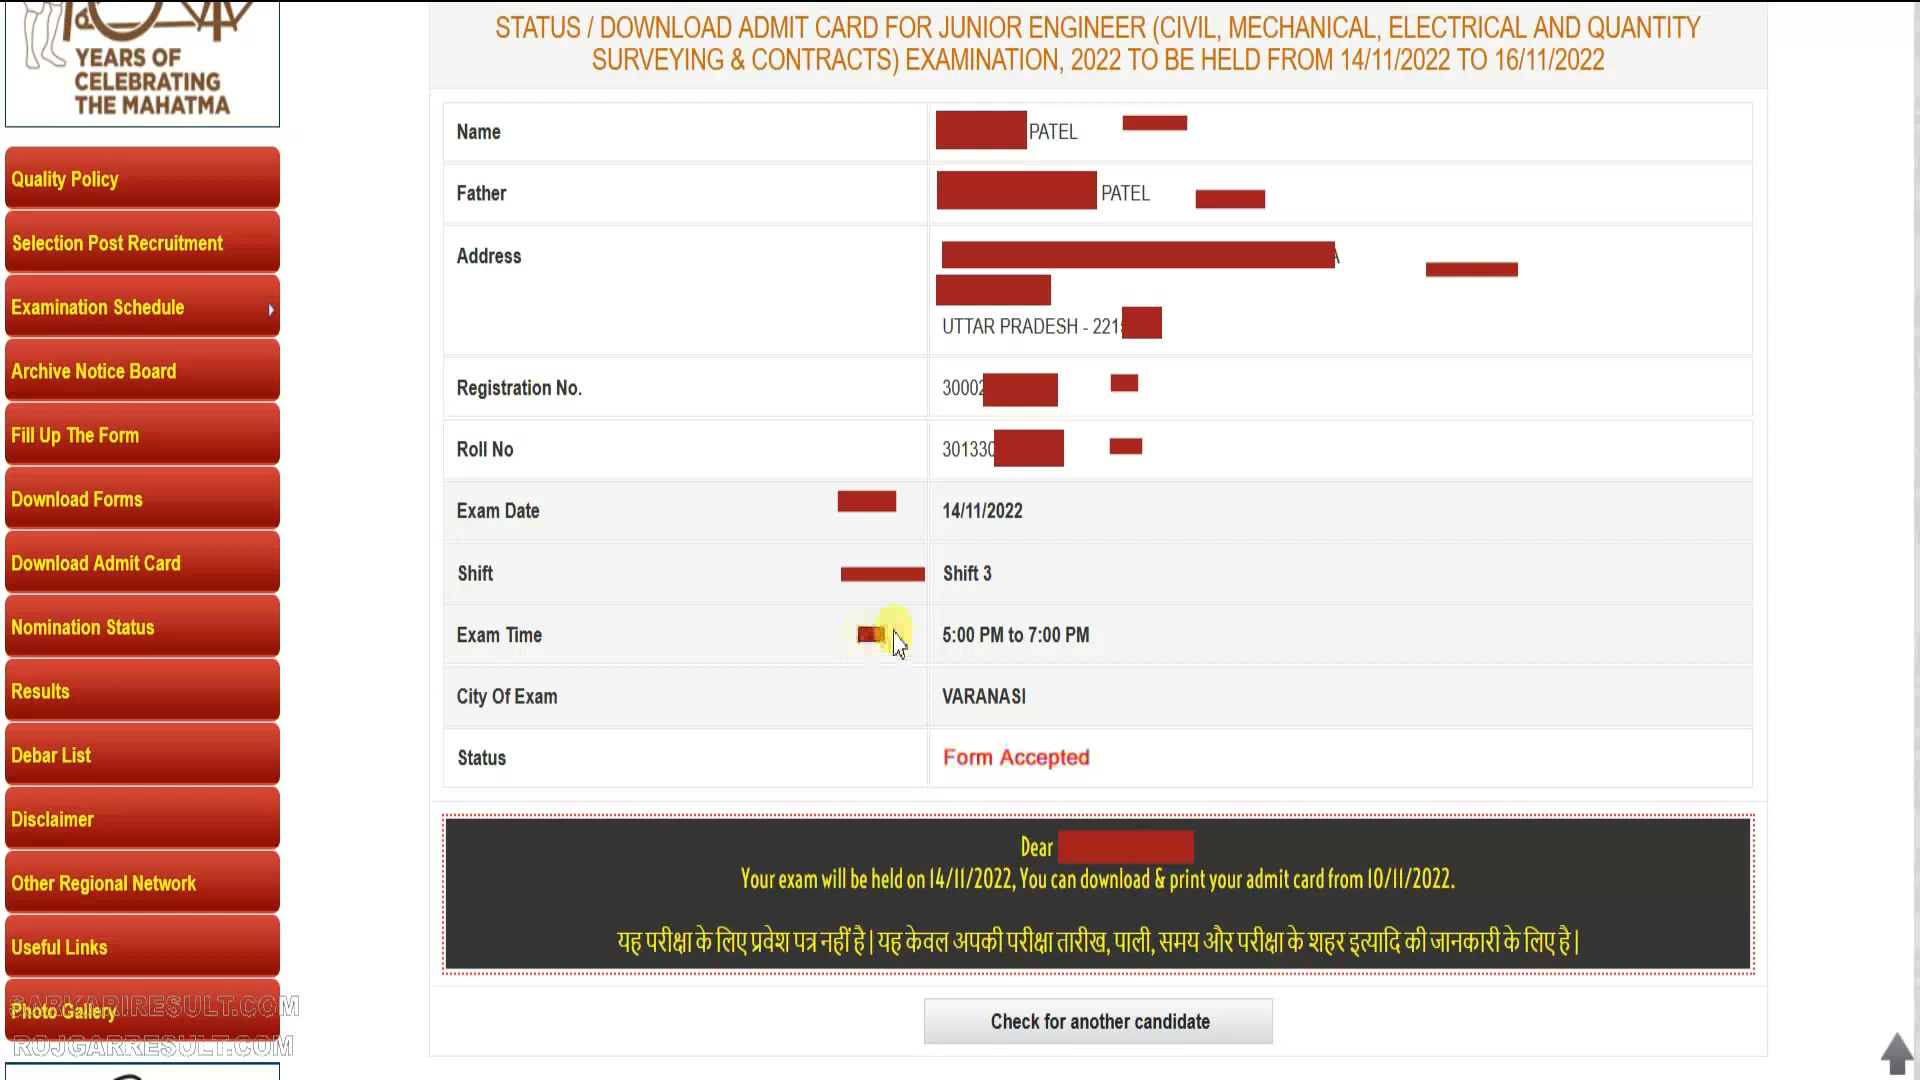 YEARS OF
CELEBRATING
THE MAHATMA
Quality Policy
Selection Post Recruitment
Examination Schedule
Archive Notice Board
Fill Up The Form
Download Forms
Download Admit Card
Nomination Status
Results
Debar List
Disclaimer
Other Regional Network
Useful Links
Photo Gallery
SARKARIRESULT.COM
ROJGARRESULT.COM
STATUS / DOWNLOAD ADMIT CARD FOR JUNIOR ENGINEER (CIVIL, MECHANICAL, ELECTRICAL AND QUANTITY
SURVEYING & CONTRACTS) EXAMINATION, 2022 TO BE HELD FROM 14/11/2022 TO 16/11/2022
Name PATEL
Father PATEL
Address
UTTAR PRADESH - 221
Registration No. 30002
Roll No 301330
Exam Date 14/11/2022
Shift Shift 3
Exam Time 5:00 PM to 7:00 PM
City Of Exam VARANASI
Status Form Accepted
Dear
Your exam will be held on 14/11/2022, You can download & print your admit card from 10/11/2022.
यह परीक्षा के लिए प्रवेश पत्र नहीं है | यह केवल अपकी परीक्षा तारीख, पाली, समय और परीक्षा के शहर इत्यादि की जानकारी के लिए है |
Check for another candidate